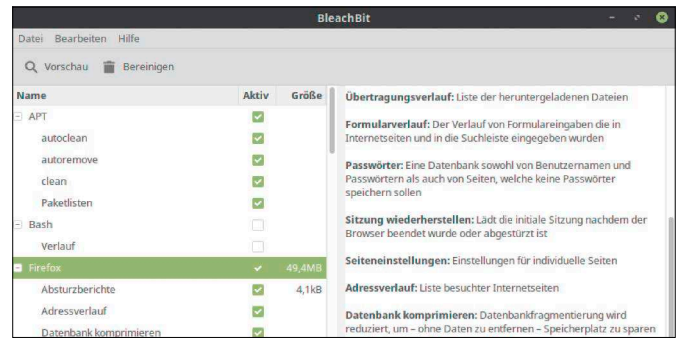 BleachBit
Datei Bearbeiten Hilfe
Vorschau Bereinigen
Name Aktiv Größe
APT
autoclean
autoremove
clean
Paketlisten
Bash
Verlauf
Firefox 49,4MB
Absturzberichte 4,1kB
Adressverlauf
Datenbank komprimieren
Übertragungsverlauf: Liste der heruntergeladenen Dateien
Formularverlauf: Der Verlauf von Formulareingaben die in
Internetseiten und in die Suchleiste eingegeben wurden
Passwörter: Eine Datenbank sowohl von Benutzernamen und
Passwörtern als auch von Seiten, welche keine Passwörter
speichern sollen
Sitzung wiederherstellen: Lädt die initiale Sitzung nachdem der
Browser beendet wurde oder abgestürzt ist
Seiteneinstellungen: Einstellungen für individuelle Seiten
Adressverlauf: Liste besuchter Internetseiten
Datenbank komprimieren: Datenbankfragmentierung wird
reduziert, um – ohne Daten zu entfernen – Speicherplatz zu sparen